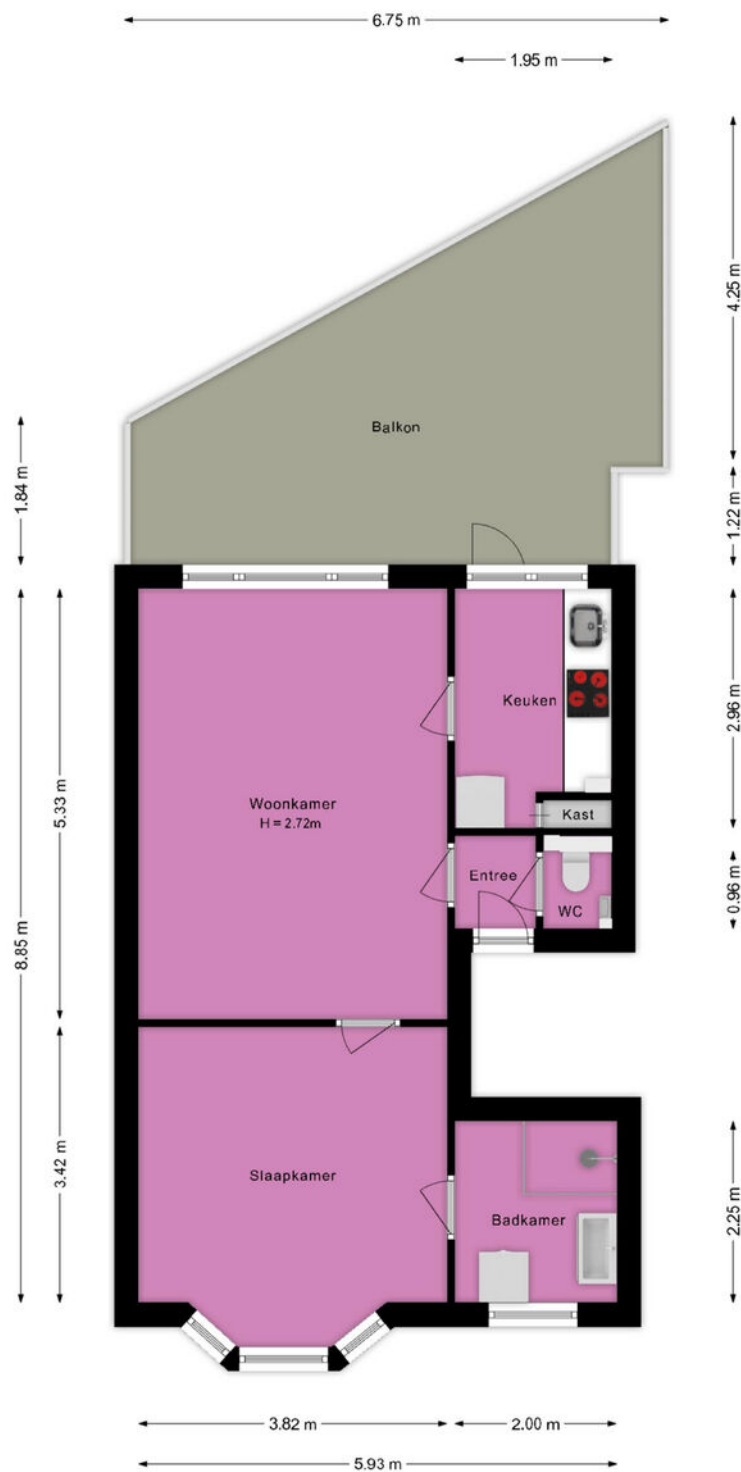 6.75 m
1.95 m
4.25 m
Balkon
1.84 m
1.22 m
Keuken
2.96 m
5.33 m
Woonkamer
H = 2.72m
Kast
Entree
WC
0.96 m
8.85 m
3.42 m
Slaapkamer
Badkamer
2.25 m
3.82 m
2.00 m
5.93 m